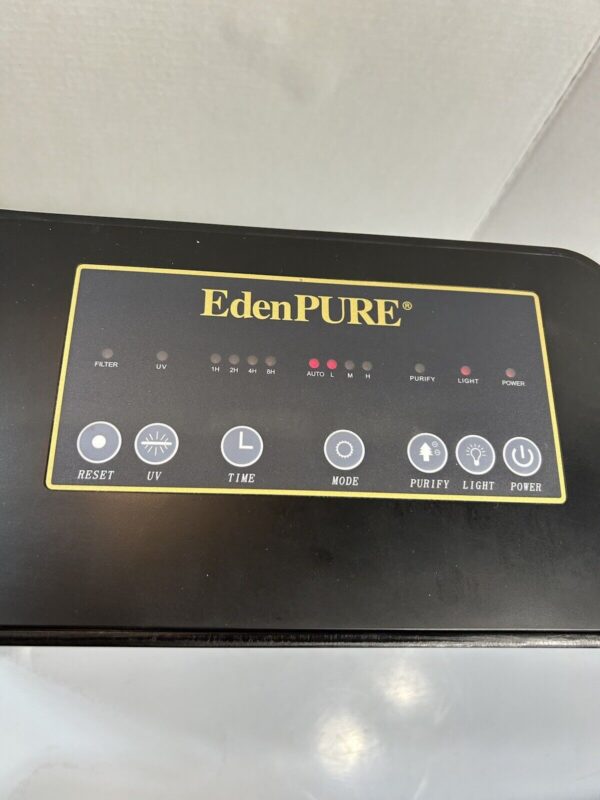 EdenPURE®
FILTER UV 1H 2H 4H 8H AUTO L M H PURIFY LIGHT POWER
RESET UV TIME MODE PURIFY LIGHT POWER